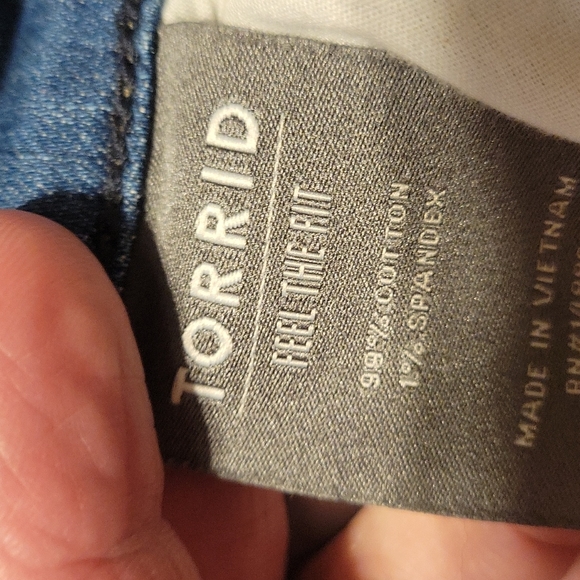 TORRID
FEEL THE FIT
99% COTTON
1% SPANDEX
MADE IN VIETNAM